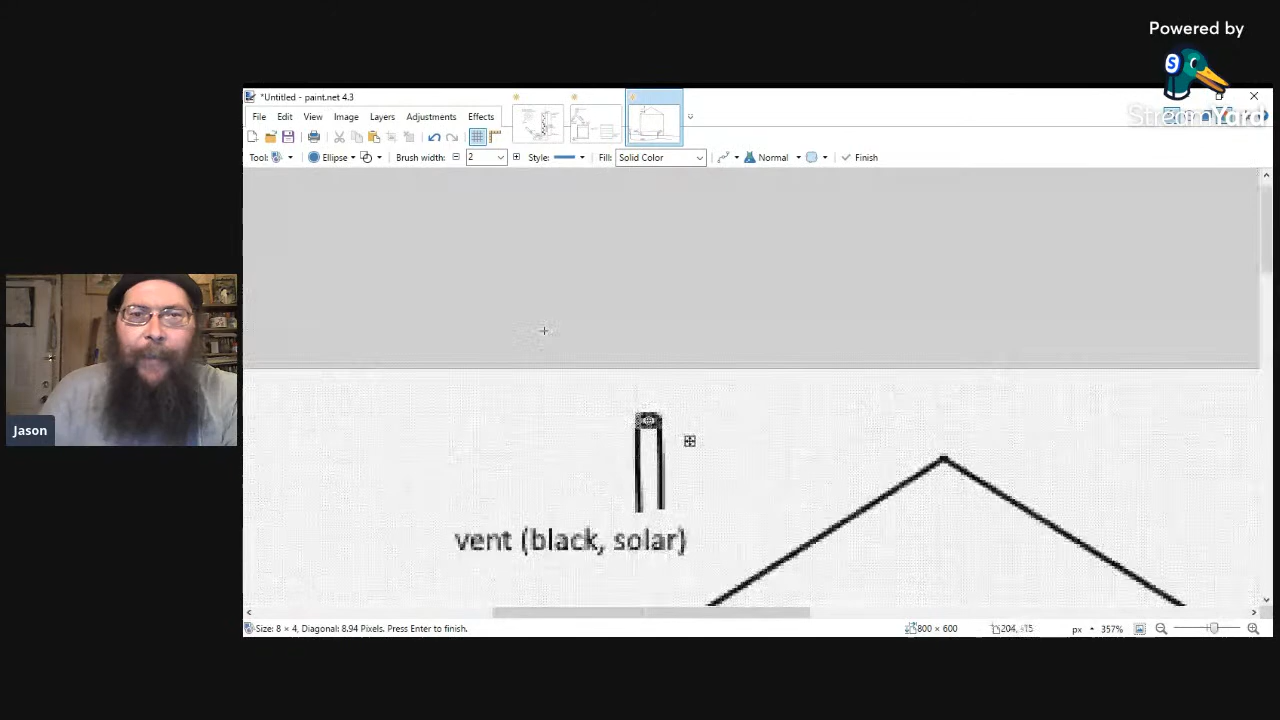 Powered by
StreamYard
*Untitled - paint.net 4.3
File Edit View Image Layers Adjustments Effects
Tool: Ellipse Brush width: 2 Style: Fill: Solid Color Normal Finish
Jason
vent (black, solar)
Size: 8 × 4, Diagonal: 8.94 Pixels. Press Enter to finish. 800 × 600 px 357%